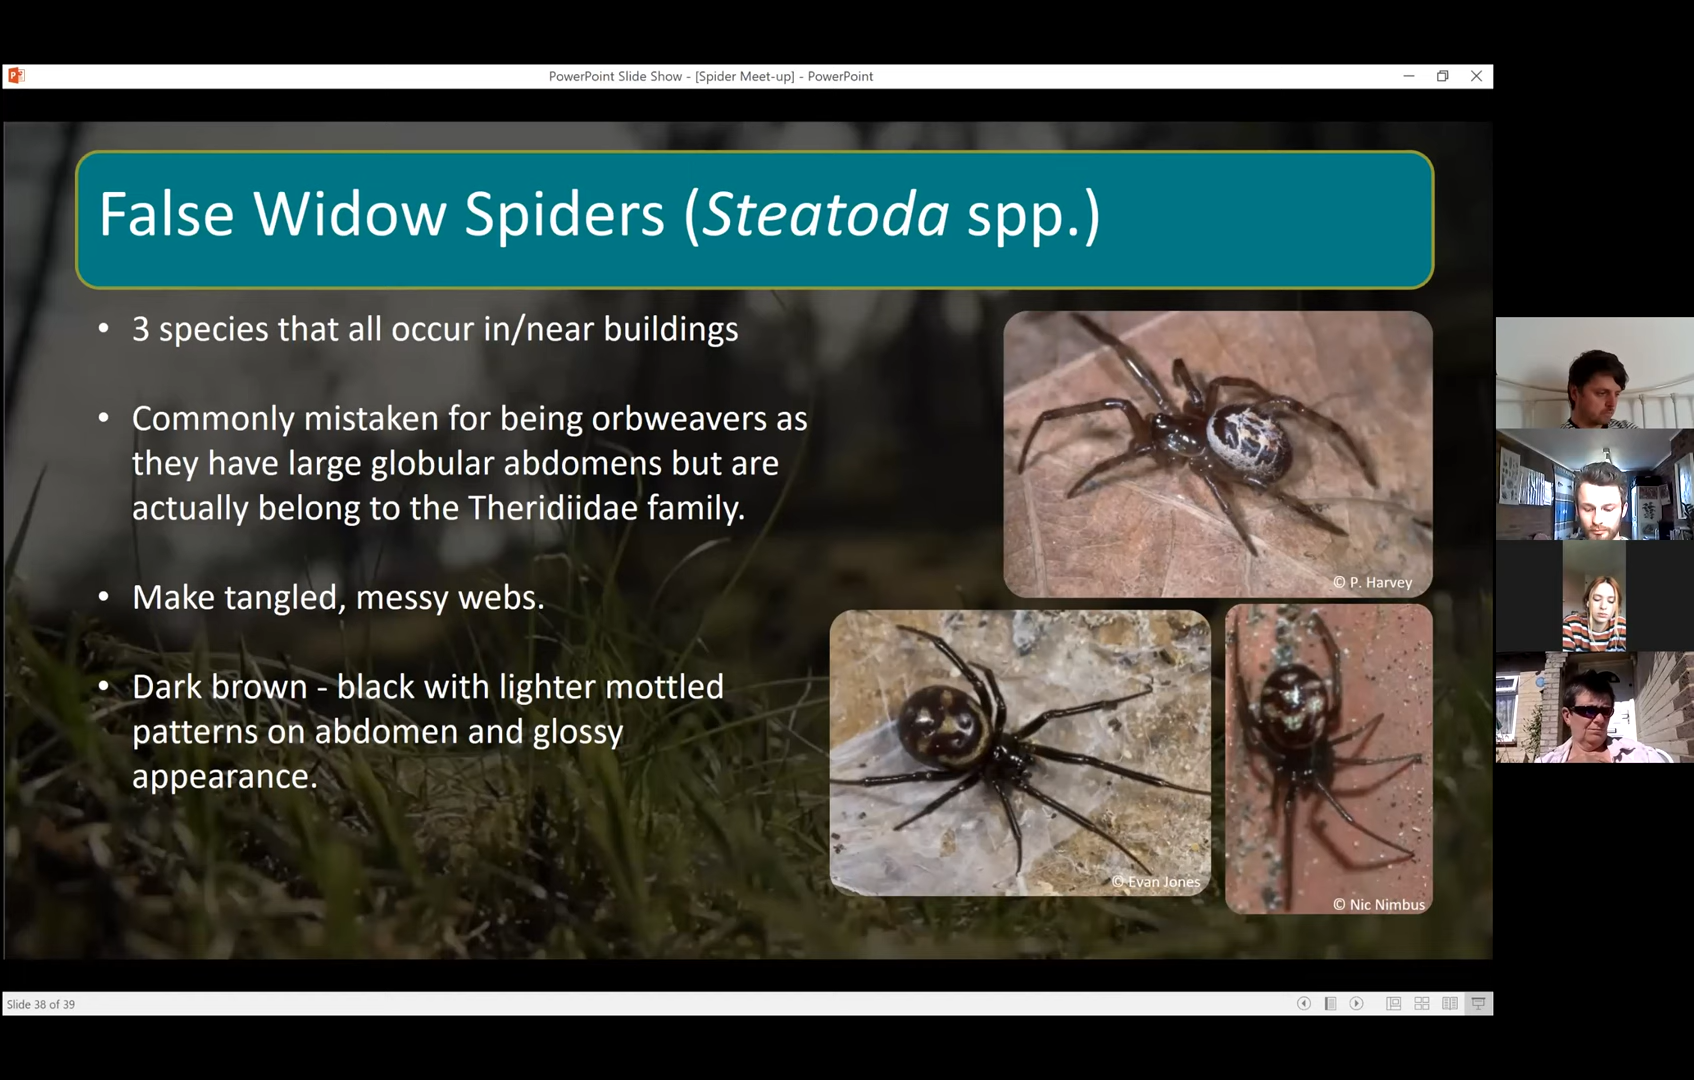 PowerPoint Slide Show - [Spider Meet-up] - PowerPoint
False Widow Spiders (Steatoda spp.)
• 3 species that all occur in/near buildings
• Commonly mistaken for being orbweavers as
they have large globular abdomens but are
actually belong to the Theridiidae family.
• Make tangled, messy webs.
• Dark brown - black with lighter mottled
patterns on abdomen and glossy
appearance.
© P. Harvey
© Evan Jones
© Nic Nimbus
Slide 38 of 39